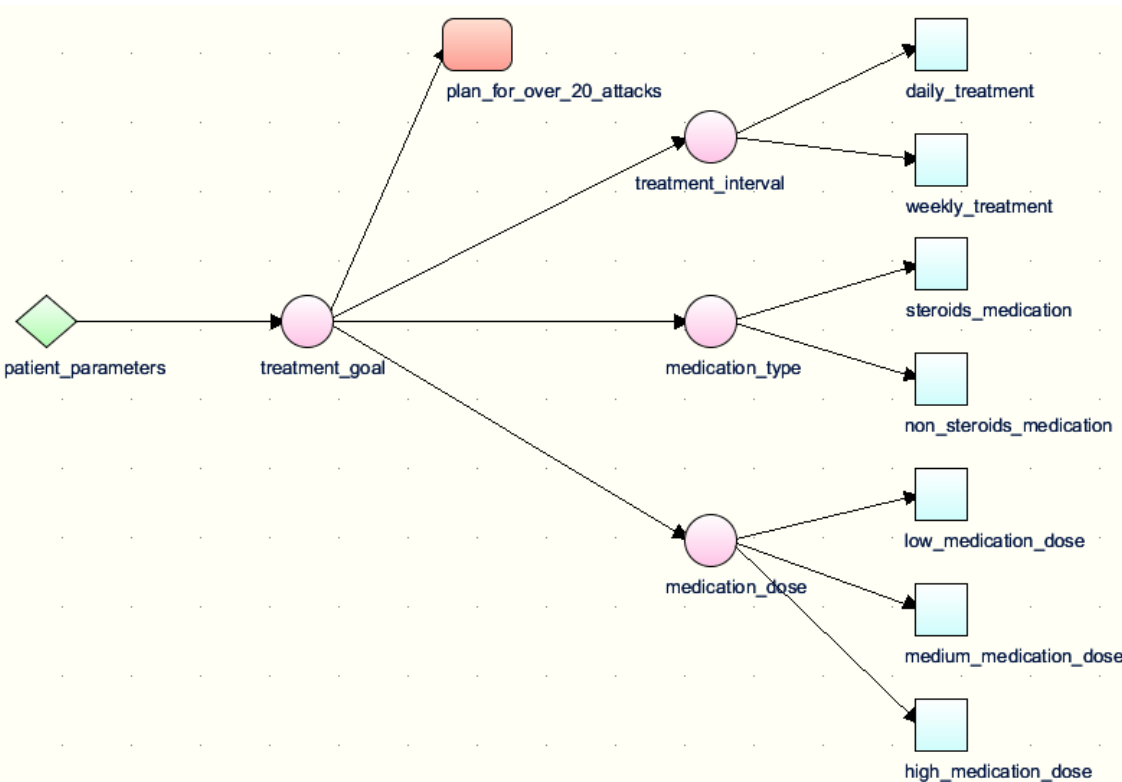 plan_for_over_20_attacks
daily_treatment
treatment_interval
weekly_treatment
steroids_medication
patient_parameters
treatment_goal
medication_type
non_steroids_medication
low_medication_dose
medication_dose
medium_medication_dose
high_medication_dose